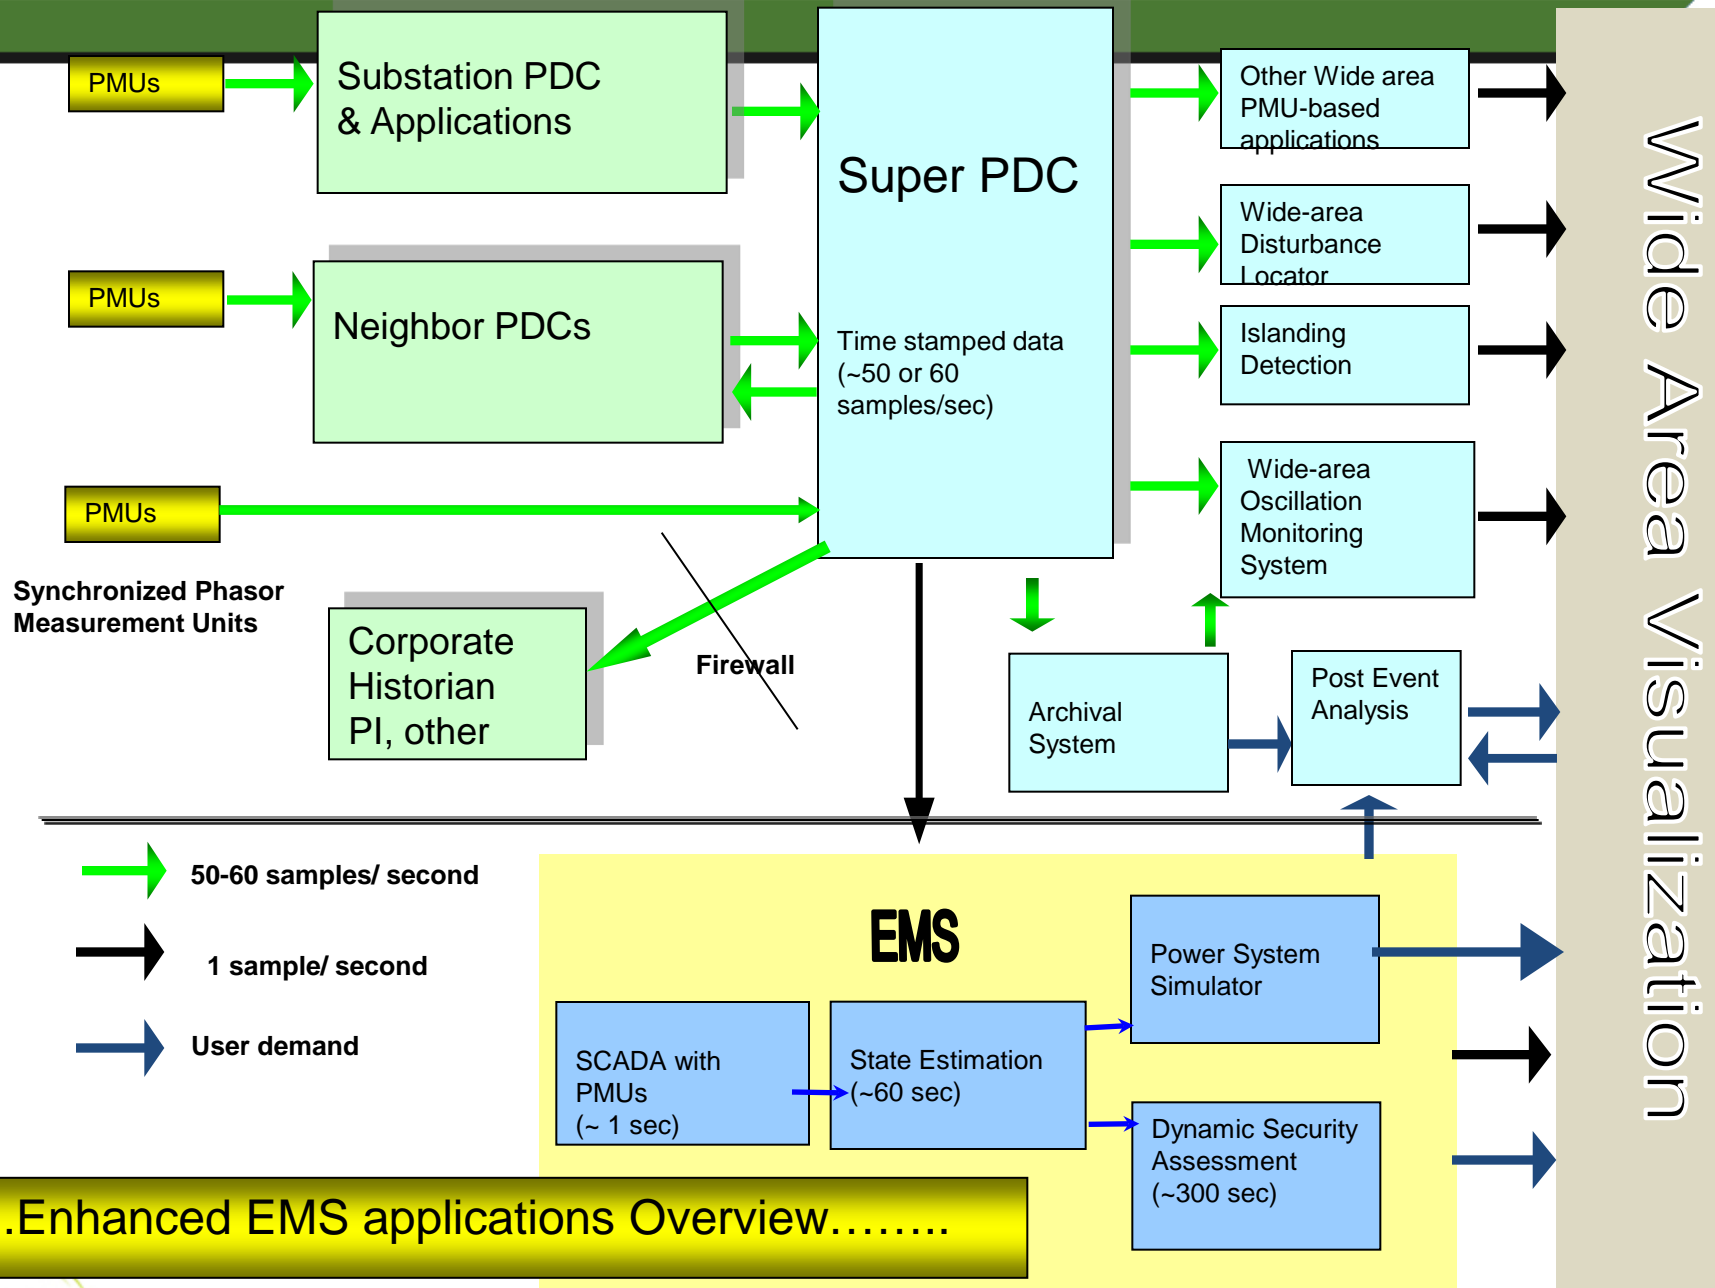 PMUs
Substation PDC
& Applications
Super PDC
Other Wide area
PMU-based
applications
Wide-area
Disturbance
Locator
PMUs
Neighbor PDCs
Time stamped data
(~50 or 60
samples/sec)
Islanding
Detection
Wide-area
Oscillation
Monitoring
System
PMUs
Synchronized Phasor
Measurement Units
Corporate
Historian
PI, other
Firewall
Archival
System
Post Event
Analysis
Wide Area Visualization
50-60 samples/ second
1 sample/ second
User demand
EMS
Power System
Simulator
SCADA with
PMUs
(~ 1 sec)
State Estimation
(~60 sec)
Dynamic Security
Assessment
(~300 sec)
.Enhanced EMS applications Overview……..